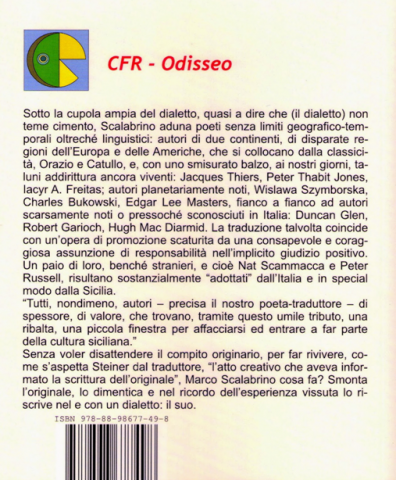 CFR - Odisseo
Sotto la cupola ampia del dialetto, quasi a dire che (il dialetto) non
teme cimento, Scalabrino aduna poeti senza limiti geografico-tem-
porali oltreché linguistici: autori di due continenti, di disparate re-
gioni dell'Europa e delle Americhe, che si collocano dalla classici-
tà, Orazio e Catullo, e, con uno smisurato balzo, ai nostri giorni, ta-
luni addirittura ancora viventi: Jacques Thiers, Peter Thabit Jones,
Iacyr A. Freitas; autori planetariamente noti, Wislawa Szymborska,
Charles Bukowski, Edgar Lee Masters, fianco a fianco ad autori
scarsamente noti o pressoché sconosciuti in Italia: Duncan Glen,
Robert Garioch, Hugh Mac Diarmid. La traduzione talvolta coincide
con un'opera di promozione scaturita da una consapevole e corag-
giosa assunzione di responsabilità nell'implicito giudizio positivo.
Un paio di loro, benché stranieri, e cioè Nat Scammacca e Peter
Russell, risultano sostanzialmente “adottati” dall'Italia e in special
modo dalla Sicilia.
“Tutti, nondimeno, autori – precisa il nostro poeta-traduttore – di
spessore, di valore, che trovano, tramite questo umile tributo, una
ribalta, una piccola finestra per affacciarsi ed entrare a far parte
della cultura siciliana.”
Senza voler disattendere il compito originario, per far rivivere, co-
me s'aspetta Steiner dal traduttore, “l'atto creativo che aveva infor-
mato la scrittura dell'originale”, Marco Scalabrino cosa fa? Smonta
l'originale, lo dimentica e nel ricordo dell'esperienza vissuta lo ri-
scrive nel e con un dialetto: il suo.
ISBN 978-88-98677-49-8